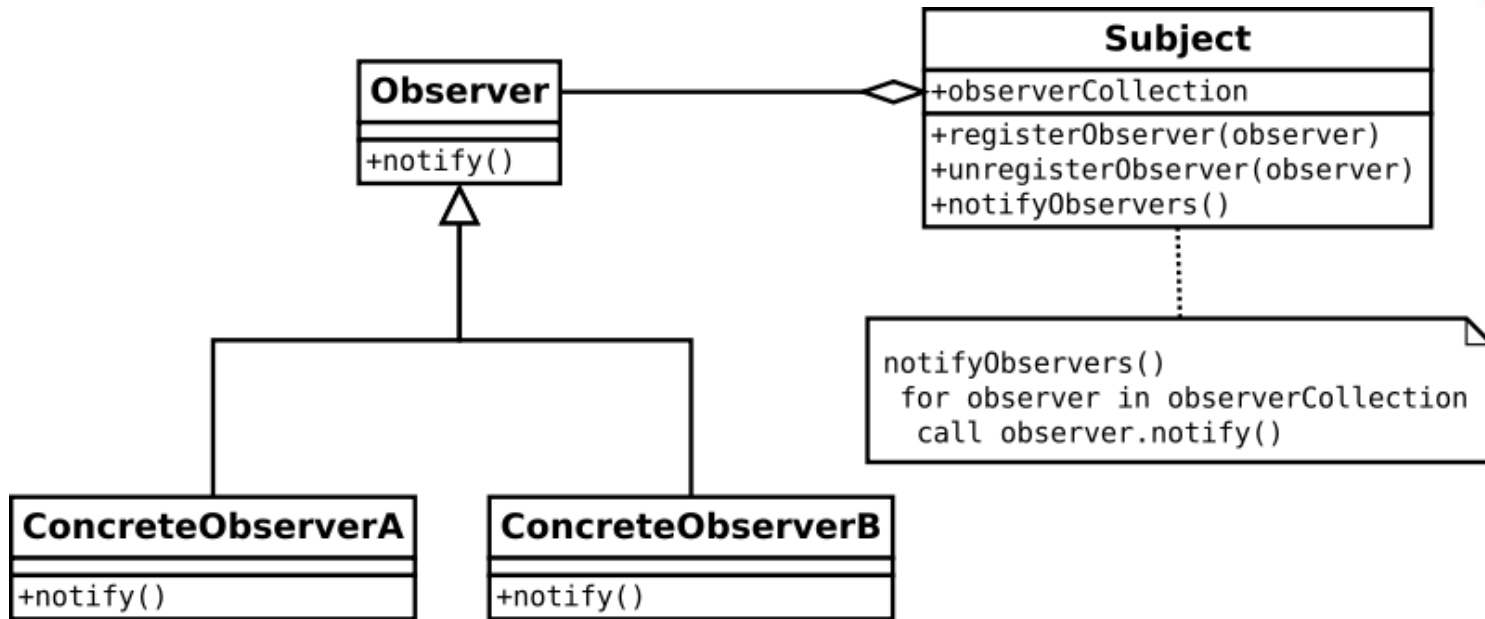 Subject
+observerCollection
+registerObserver(observer)
+unregisterObserver(observer)
+notifyObservers()
Observer
+notify()
notifyObservers()
for observer in observerCollection
call observer.notify()
ConcreteObserverA
+notify()
ConcreteObserverB
+notify()